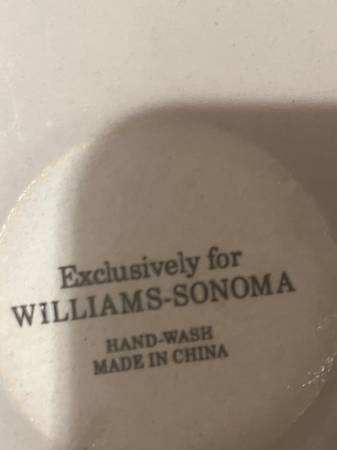 Exclusively for
WILLIAMS-SONOMA
HAND-WASH
MADE IN CHINA